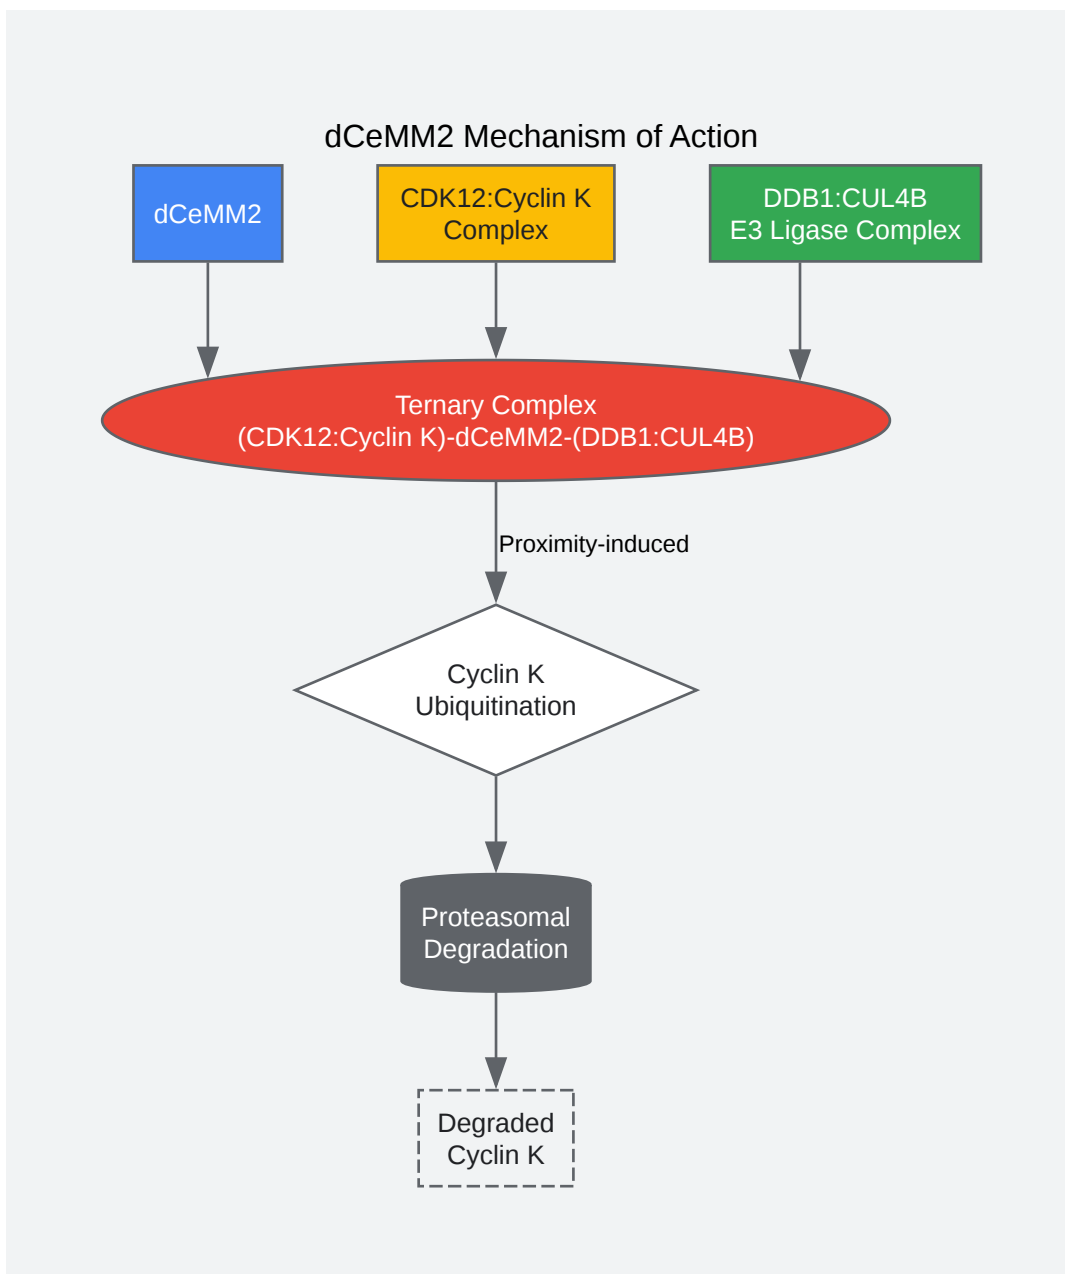 dCeMM2 Mechanism of Action
dCeMM2
CDK12:Cyclin K
Complex
DDB1:CUL4B
E3 Ligase Complex
Ternary Complex
(CDK12:Cyclin K)-dCeMM2-(DDB1:CUL4B)
Proximity-induced
Cyclin K
Ubiquitination
Proteasomal
Degradation
Degraded
Cyclin K